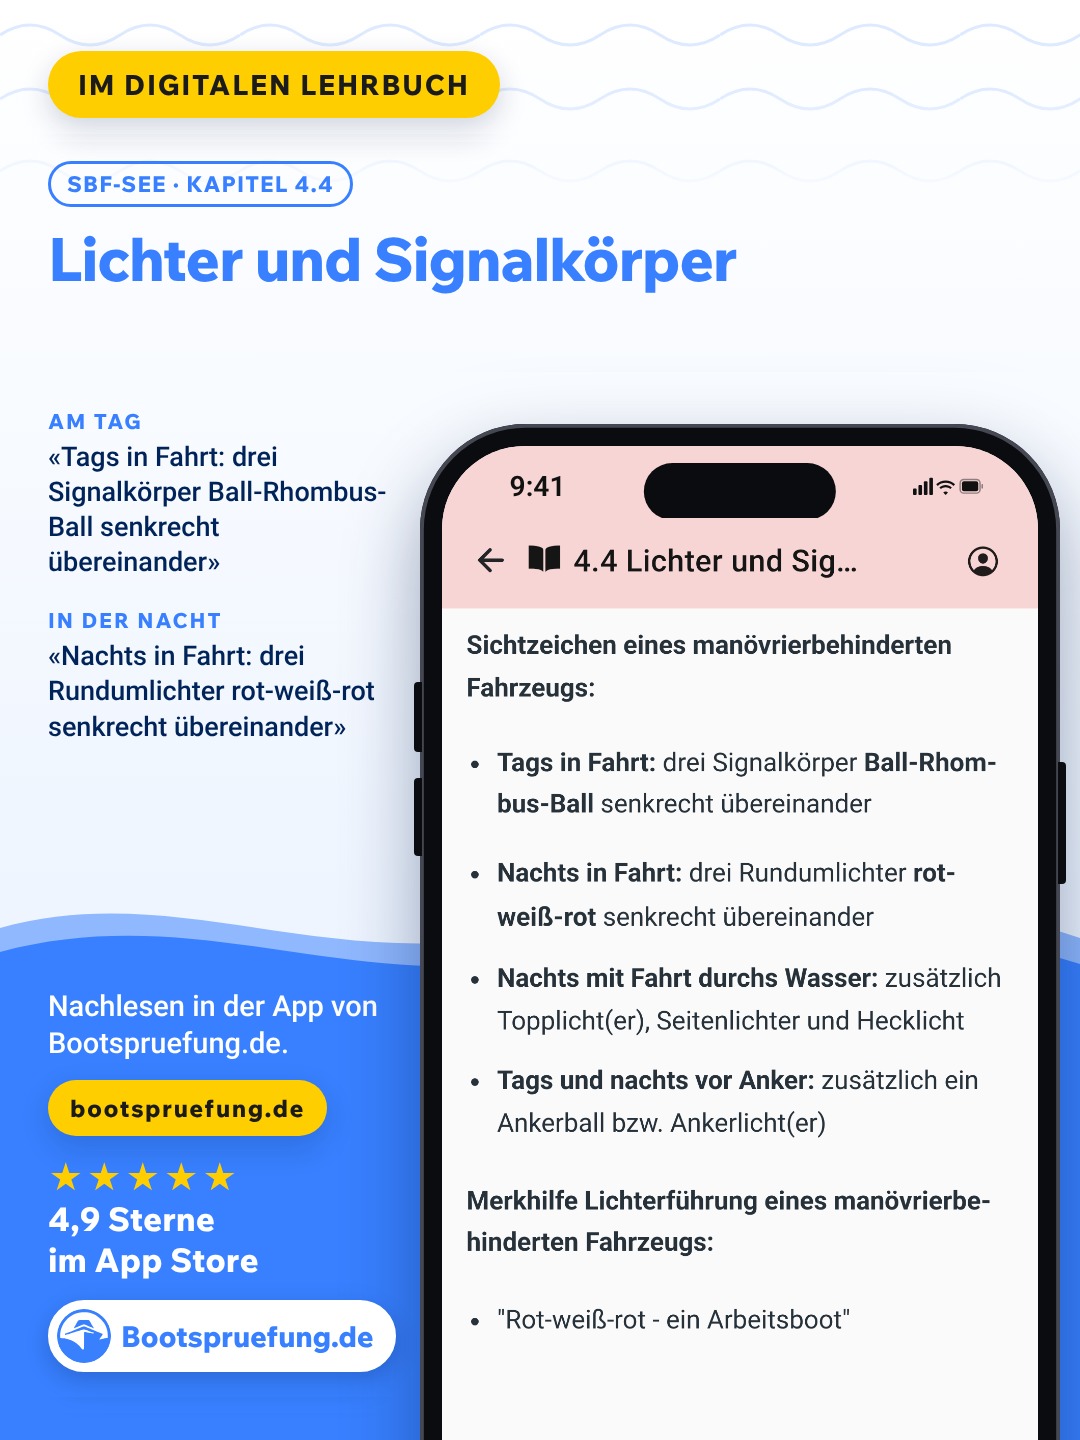 IM DIGITALEN LEHRBUCH
SBF-SEE · KAPITEL 4.4
Lichter und Signalkörper
AM TAG
«Tags in Fahrt: drei
Signalkörper Ball-Rhombus-
Ball senkrecht
übereinander»
IN DER NACHT
«Nachts in Fahrt: drei
Rundumlichter rot-weiß-rot
senkrecht übereinander»
Nachlesen in der App von
Bootspruefung.de.
bootspruefung.de
★★★★★
4,9 Sterne
im App Store
Bootspruefung.de
9:41
4.4 Lichter und Sig...
Sichtzeichen eines manövrierbehinderten
Fahrzeugs:
• Tags in Fahrt: drei Signalkörper Ball-Rhom-
bus-Ball senkrecht übereinander
• Nachts in Fahrt: drei Rundumlichter rot-
weiß-rot senkrecht übereinander
• Nachts mit Fahrt durchs Wasser: zusätzlich
Topplicht(er), Seitenlichter und Hecklicht
• Tags und nachts vor Anker: zusätzlich ein
Ankerball bzw. Ankerlicht(er)
Merkhilfe Lichterführung eines manövrierbe-
hinderten Fahrzeugs:
• "Rot-weiß-rot - ein Arbeitsboot"